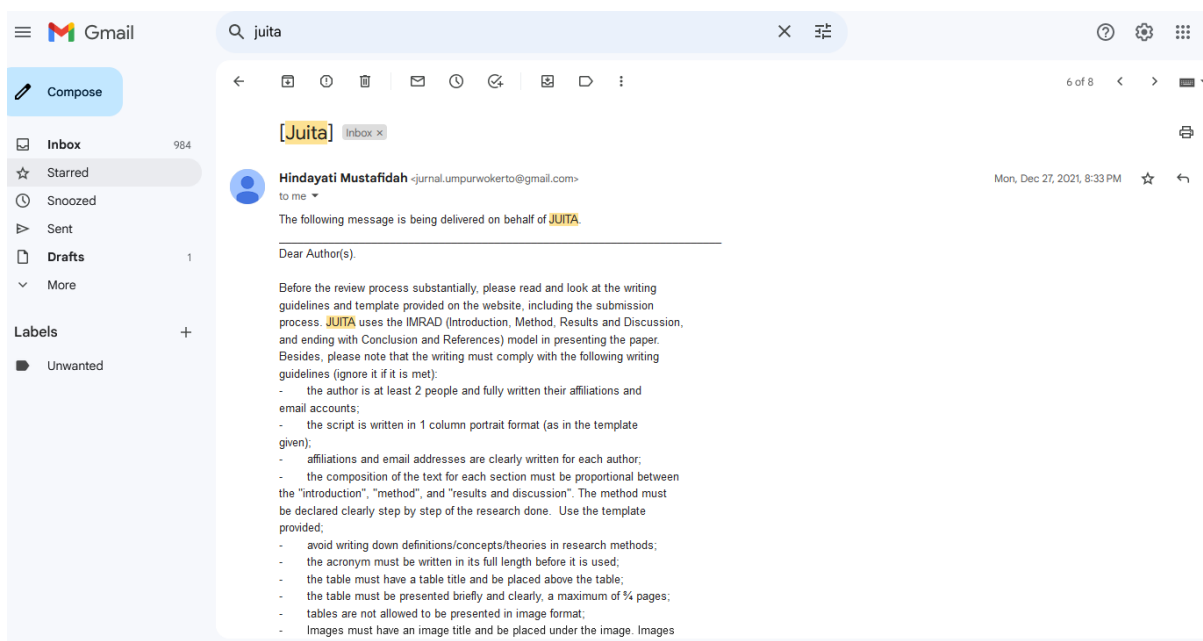 Gmail
juita
Compose
6 of 8
Inbox 984
Starred
Snoozed
Sent
Drafts 1
More
Labels
Unwanted
[Juita] Inbox ×
Hindayati Mustafidah <jurnal.umpurwokerto@gmail.com>
Mon, Dec 27, 2021, 8:33 PM
to me
The following message is being delivered on behalf of JUITA.
Dear Author(s).
Before the review process substantially, please read and look at the writing
guidelines and template provided on the website, including the submission
process. JUITA uses the IMRAD (Introduction, Method, Results and Discussion,
and ending with Conclusion and References) model in presenting the paper.
Besides, please note that the writing must comply with the following writing
guidelines (ignore it if it is met):
- the author is at least 2 people and fully written their affiliations and
email accounts;
- the script is written in 1 column portrait format (as in the template
given);
- affiliations and email addresses are clearly written for each author;
- the composition of the text for each section must be proportional between
the "introduction", "method", and "results and discussion". The method must
be declared clearly step by step of the research done. Use the template
provided;
- avoid writing down definitions/concepts/theories in research methods;
- the acronym must be written in its full length before it is used;
- the table must have a table title and be placed above the table;
- the table must be presented briefly and clearly, a maximum of ¾ pages;
- tables are not allowed to be presented in image format;
- Images must have an image title and be placed under the image. Images